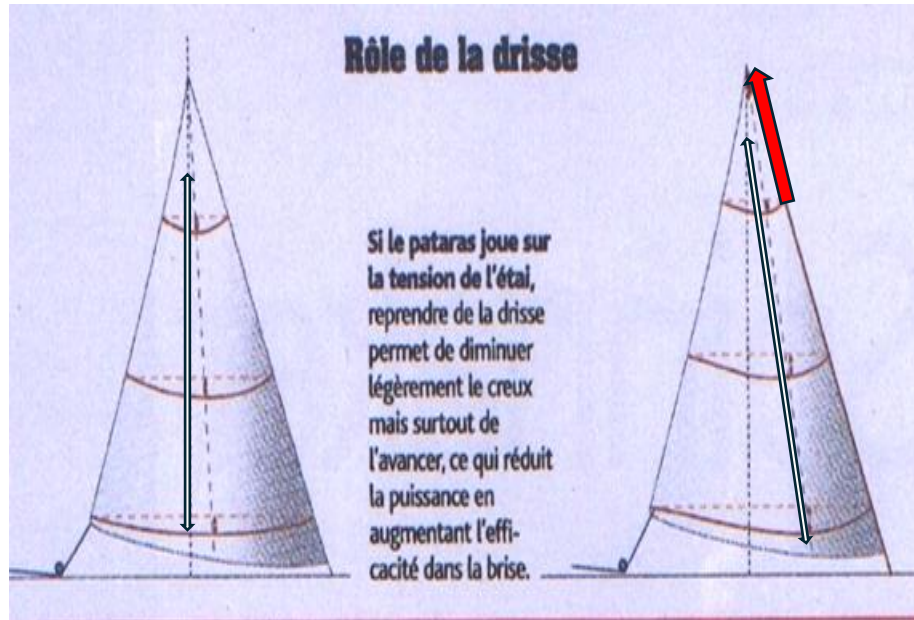 Rôle de la drisse
Si le pataras joue sur
la tension de l'étai,
reprendre de la drisse
permet de diminuer
légèrement le creux
mais surtout de
l'avancer, ce qui réduit
la puissance en
augmentant l'effi-
cacité dans la brise.